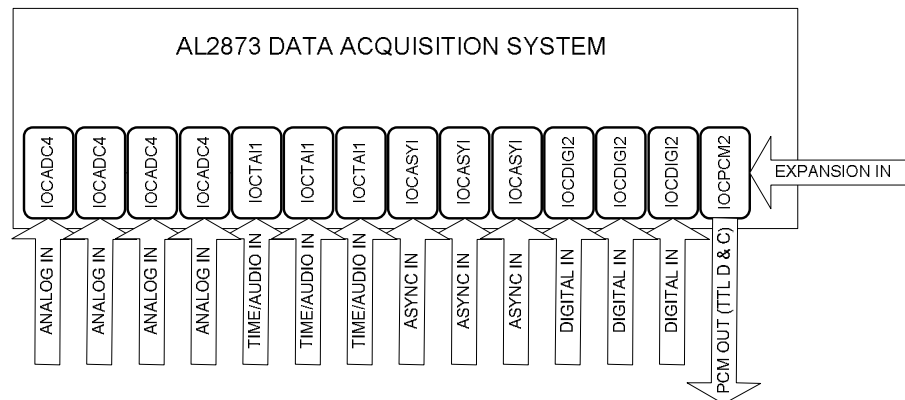 AL2873 DATA ACQUISITION SYSTEM
IOCADC4
IOCADC4
IOCADC4
IOCADC4
IOCTAI1
IOCTAI1
IOCTAI1
IOCASYI
IOCASYI
IOCASYI
IOCDIGI2
IOCDIGI2
IOCDIGI2
IOCPCM2
EXPANSION IN
ANALOG IN
ANALOG IN
ANALOG IN
ANALOG IN
TIME/AUDIO IN
TIME/AUDIO IN
TIME/AUDIO IN
ASYNC IN
ASYNC IN
ASYNC IN
DIGITAL IN
DIGITAL IN
DIGITAL IN
PCM OUT (TTL D & C)